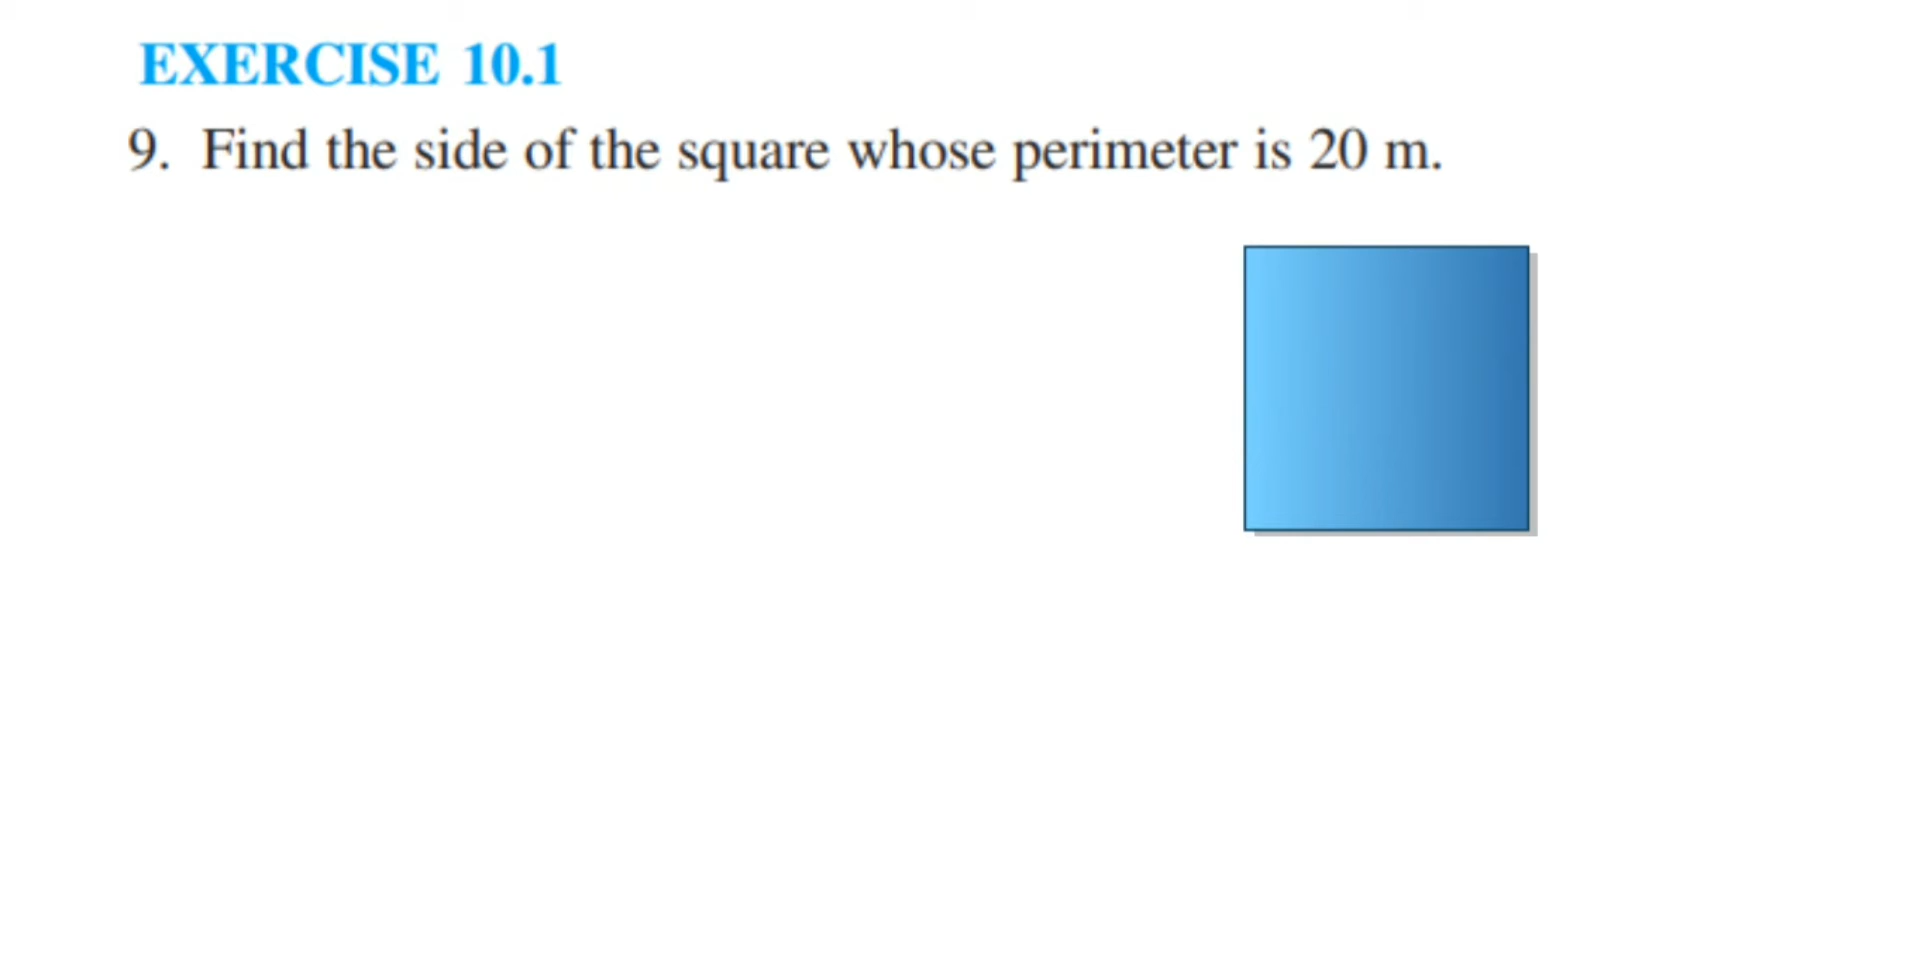 EXERCISE 10.1
9. Find the side of the square whose perimeter is 20 m.